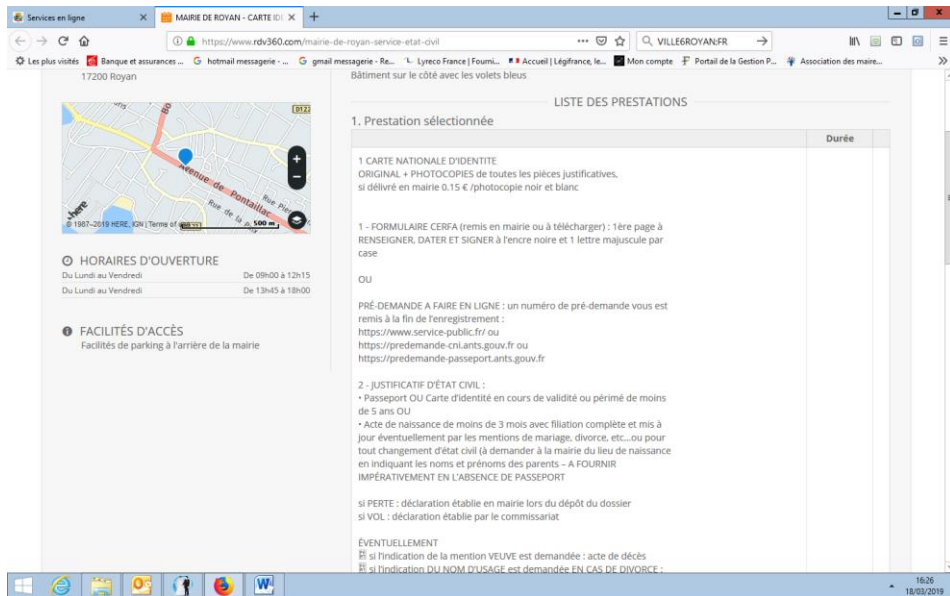 Services en ligne
MAIRIE DE ROYAN - CARTE ID
https://www.rdv360.com/mairie-de-royan-service-etat-civil
VILLE6ROYAN:FR
Les plus visités
Banque et assurances ...
hotmail messagerie - ...
gmail messagerie - Re...
Lyreco France | Fourni...
Accueil | Légifrance, le...
Mon compte
Portail de la Gestion P...
Association des maire...
17200 Royan
Bâtiment sur le côté avec les volets bleus
D122
Avenue de Pontaillac
Rue de la
Rue
here
© 1987-2019 HERE, IGN | Terms of
500 m
HORAIRES D'OUVERTURE
Du Lundi au Vendredi De 09h00 à 12h15
Du Lundi au Vendredi De 13h45 à 18h00
FACILITÉS D'ACCÈS
Facilités de parking à l'arrière de la mairie
LISTE DES PRESTATIONS
1. Prestation sélectionnée
Durée
1 CARTE NATIONALE D'IDENTITE
ORIGINAL + PHOTOCOPIES de toutes les pièces justificatives,
si délivré en mairie 0.15 € /photocopie noir et blanc
1 - FORMULAIRE CERFA (remis en mairie ou à télécharger) : 1ère page à
RENSEIGNER, DATER ET SIGNER à l'encre noire et 1 lettre majuscule par
case
OU
PRÉ-DEMANDE A FAIRE EN LIGNE : un numéro de pré-demande vous est
remis à la fin de l'enregistrement :
https://www.service-public.fr/ ou
https://predemande-cni.ants.gouv.fr ou
https://predemande-passeport.ants.gouv.fr
2 - JUSTIFICATIF D'ÉTAT CIVIL :
• Passeport OU Carte d'identité en cours de validité ou périmé de moins
de 5 ans OU
• Acte de naissance de moins de 3 mois avec filiation complète et mis à
jour éventuellement par les mentions de mariage, divorce, etc...ou pour
tout changement d'état civil (à demander à la mairie du lieu de naissance
en indiquant les noms et prénoms des parents – A FOURNIR
IMPÉRATIVEMENT EN L'ABSENCE DE PASSEPORT
si PERTE : déclaration établie en mairie lors du dépôt du dossier
si VOL : déclaration établie par le commissariat
ÉVENTUELLEMENT
si l'indication de la mention VEUVE est demandée : acte de décès
si l'indication DU NOM D'USAGE est demandée EN CAS DE DIVORCE :
16:26
18/03/2019